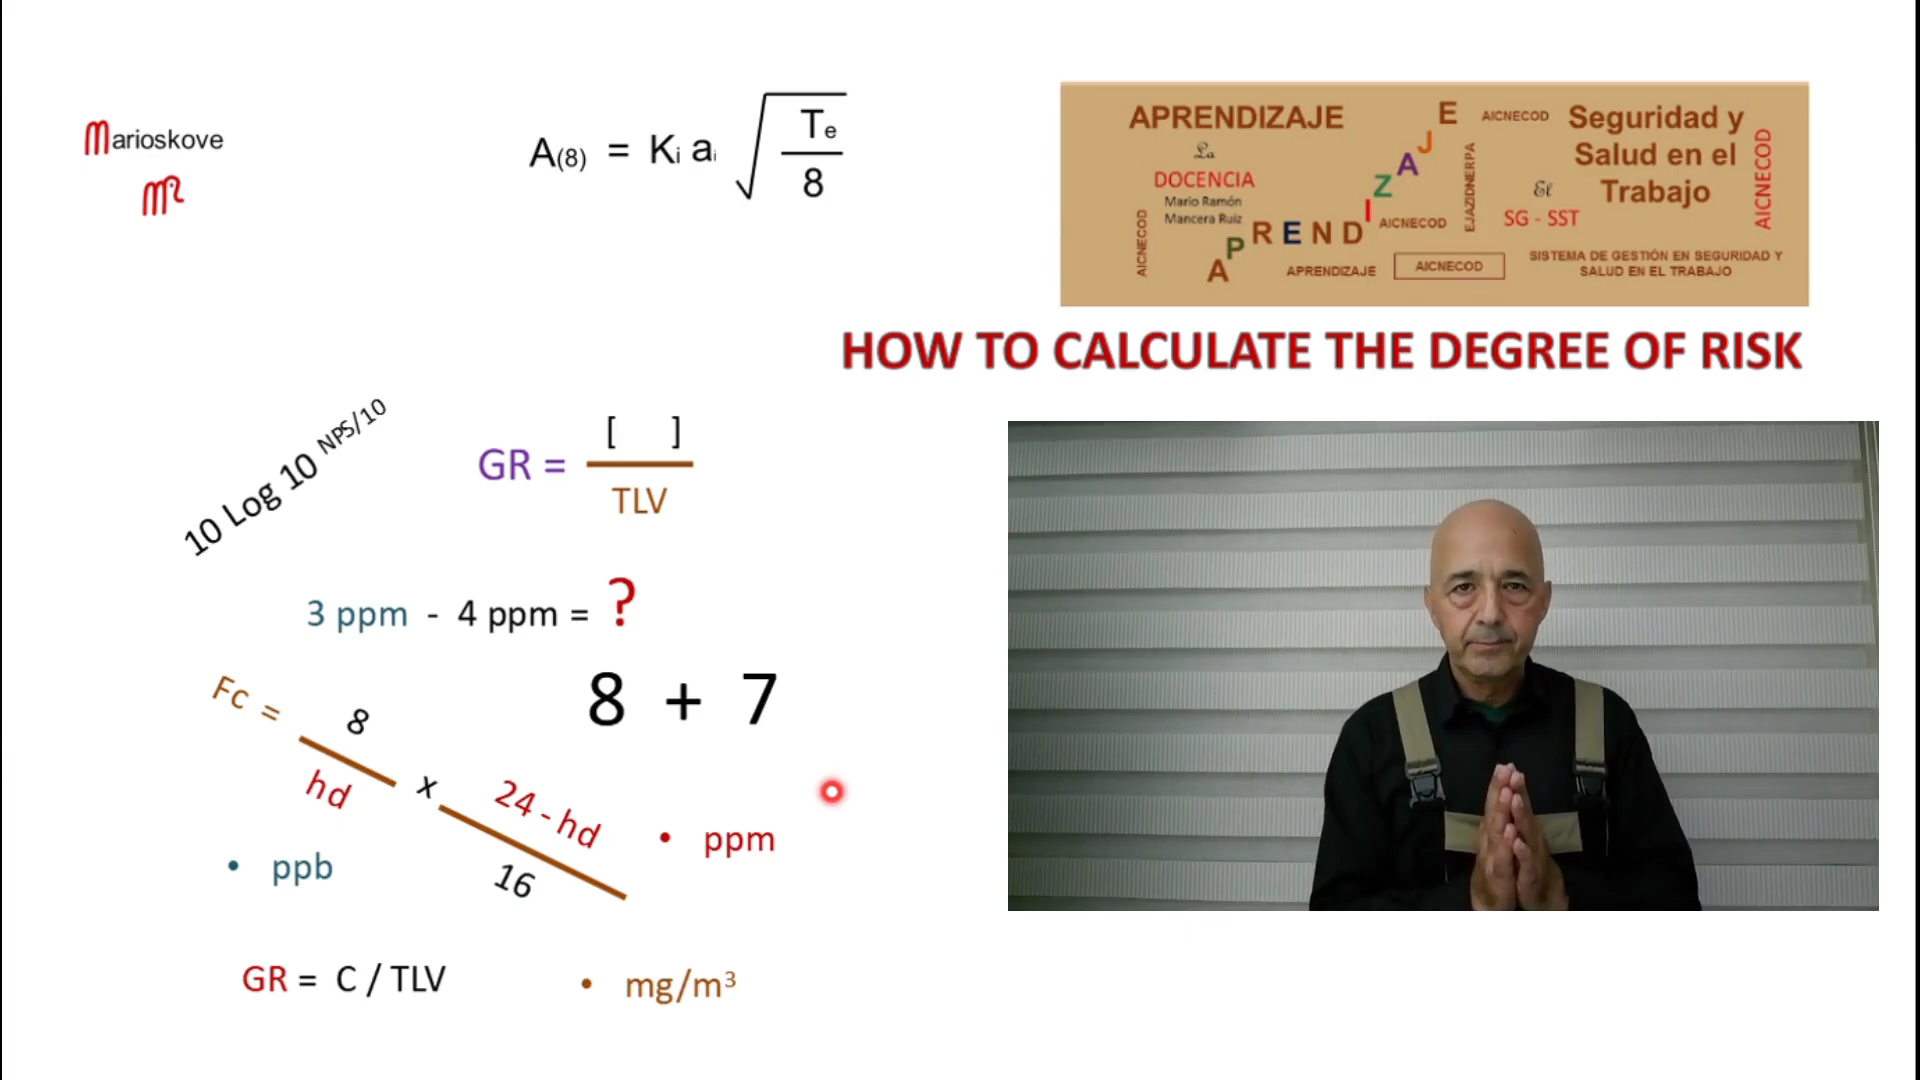 Marioskove
A(8) = Ki ai √ Te / 8
APRENDIZAJE
La
DOCENCIA
Mario Ramón
Mancera Ruiz
AICNECOD
APRENDIZAJE
AICNECOD
EJAZIDNERPA
AICNECOD
APRENDIZAJE
AICNECOD
Seguridad y
Salud en el
Trabajo
El
SG - SST
AICNECOD
SISTEMA DE GESTIÓN EN SEGURIDAD Y
SALUD EN EL TRABAJO
HOW TO CALCULATE THE DEGREE OF RISK
10 Log 10 NPS/10
GR = [ ] / TLV
3 ppm - 4 ppm = ?
8 + 7
Fc = 8 / hd x 24 - hd / 16
• ppm
• ppb
GR = C / TLV
• mg/m³